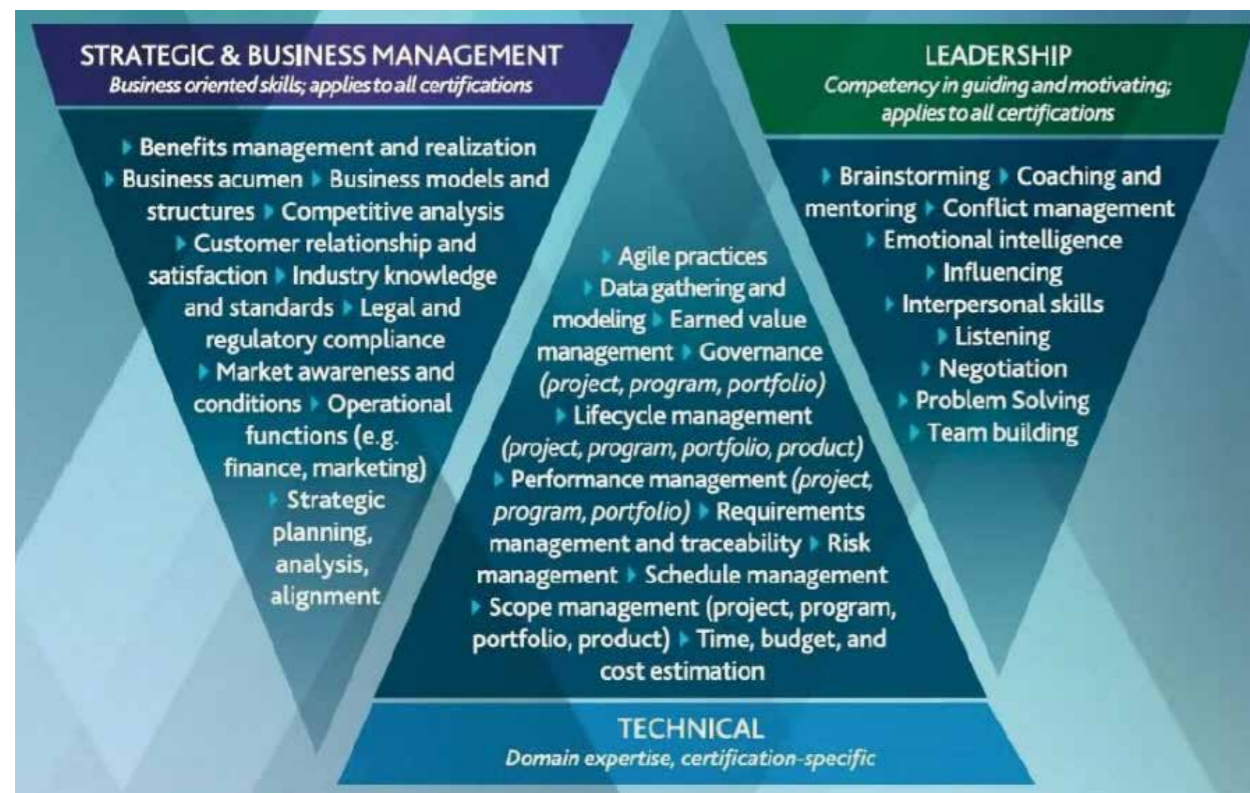 STRATEGIC & BUSINESS MANAGEMENT
Business oriented skills; applies to all certifications
Benefits management and realization
Business acumen Business models and
structures Competitive analysis
Customer relationship and
satisfaction Industry knowledge
and standards Legal and
regulatory compliance
Market awareness and
conditions Operational
functions (e.g.
finance, marketing)
Strategic
planning,
analysis,
alignment
Agile practices
Data gathering and
modeling Earned value
management Governance
(project, program, portfolio)
Lifecycle management
(project, program, portfolio, product)
Performance management (project,
program, portfolio) Requirements
management and traceability Risk
management Schedule management
Scope management (project, program,
portfolio, product) Time, budget, and
cost estimation
TECHNICAL
Domain expertise, certification-specific
LEADERSHIP
Competency in guiding and motivating;
applies to all certifications
Brainstorming Coaching and
mentoring Conflict management
Emotional intelligence
Influencing
Interpersonal skills
Listening
Negotiation
Problem Solving
Team building